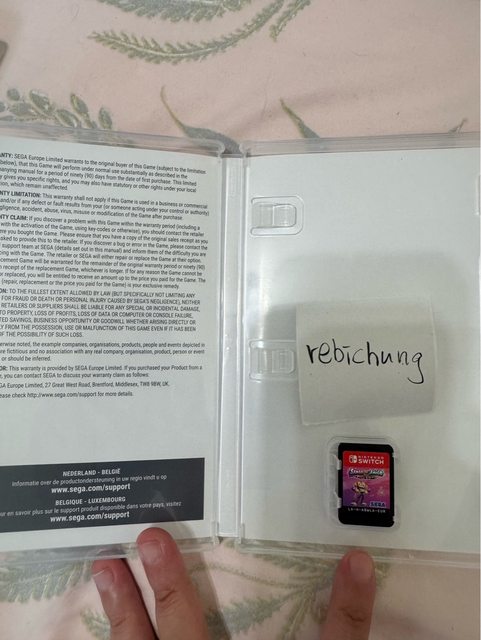 ANTY: SEGA Europe Limited warrants to the original buyer of this Game (subject to the limitation
below), that this Game will perform under normal use substantially as described in the
manying manual for a period of ninety (90) days from the date of first purchase. This limited
y gives you specific rights, and you may also have statutory or other rights under your local
ion, which remain unaffected.
NTY LIMITATION: This warranty shall not apply if this Game is used in a business or commercial
and/or if any defect or fault results from your (or someone acting under your control or authority)
gligence, accident, abuse, virus, misuse or modification of the Game after purchase.
NTY CLAIM: If you discover a problem with this Game within the warranty period (including a
with the activation of the Game, using key-codes or otherwise), you should contact the retailer
me you bought the Game. Please ensure that you have a copy of the original sales receipt as you
asked to provide this to the retailer. If you discover a bug or error in the Game, please contact the
support team at SEGA (details set out in this manual) and inform them of the difficulty you are
cing with the Game. The retailer or SEGA will either repair or replace the Game at their option.
acement Game will be warranted for the remainder of the original warranty period or ninety (90)
receipt of the replacement Game, whichever is longer. If for any reason the Game cannot be
r replaced, you will be entitled to receive an amount up to the price you paid for the Game. The
(repair, replacement or the price you paid for the Game) is your exclusive remedy.
ION: TO THE FULLEST EXTENT ALLOWED BY LAW (BUT SPECIFICALLY NOT LIMITING ANY
FOR FRAUD OR DEATH OR PERSONAL INJURY CAUSED BY SEGA'S NEGLIGENCE), NEITHER
RETAILERS OR SUPPLIERS SHALL BE LIABLE FOR ANY SPECIAL OR INCIDENTAL DAMAGE,
TO PROPERTY, LOSS OF PROFITS, LOSS OF DATA OR COMPUTER OR CONSOLE FAILURE,
TED SAVINGS, BUSINESS OPPORTUNITY OR GOODWILL WHETHER ARISING DIRECTLY OR
Y FROM THE POSSESSION, USE OR MALFUNCTION OF THIS GAME EVEN IF IT HAS BEEN
OF THE POSSIBILITY OF SUCH LOSS.
herwise noted, the example companies, organisations, products, people and events depicted in
are fictitious and no association with any real company, organisation, product, person or event
or should be inferred.
OR: This warranty is provided by SEGA Europe Limited. If you purchased your Product from a
, you can contact SEGA to discuss your warranty claim as follows:
GA Europe Limited, 27 Great West Road, Brentford, Middlesex, TW8 9BW, UK.
ease check http://www.sega.com/support for more details.
NEDERLAND - BELGIË
Informatie over de productondersteuning in uw regio vindt u op
www.sega.com/support
BELGIQUE - LUXEMBOURG
ur en savoir plus sur le support produit disponible dans votre pays, visitez
www.sega.com/support
rebichung
NINTENDO
SWITCH
SEGA